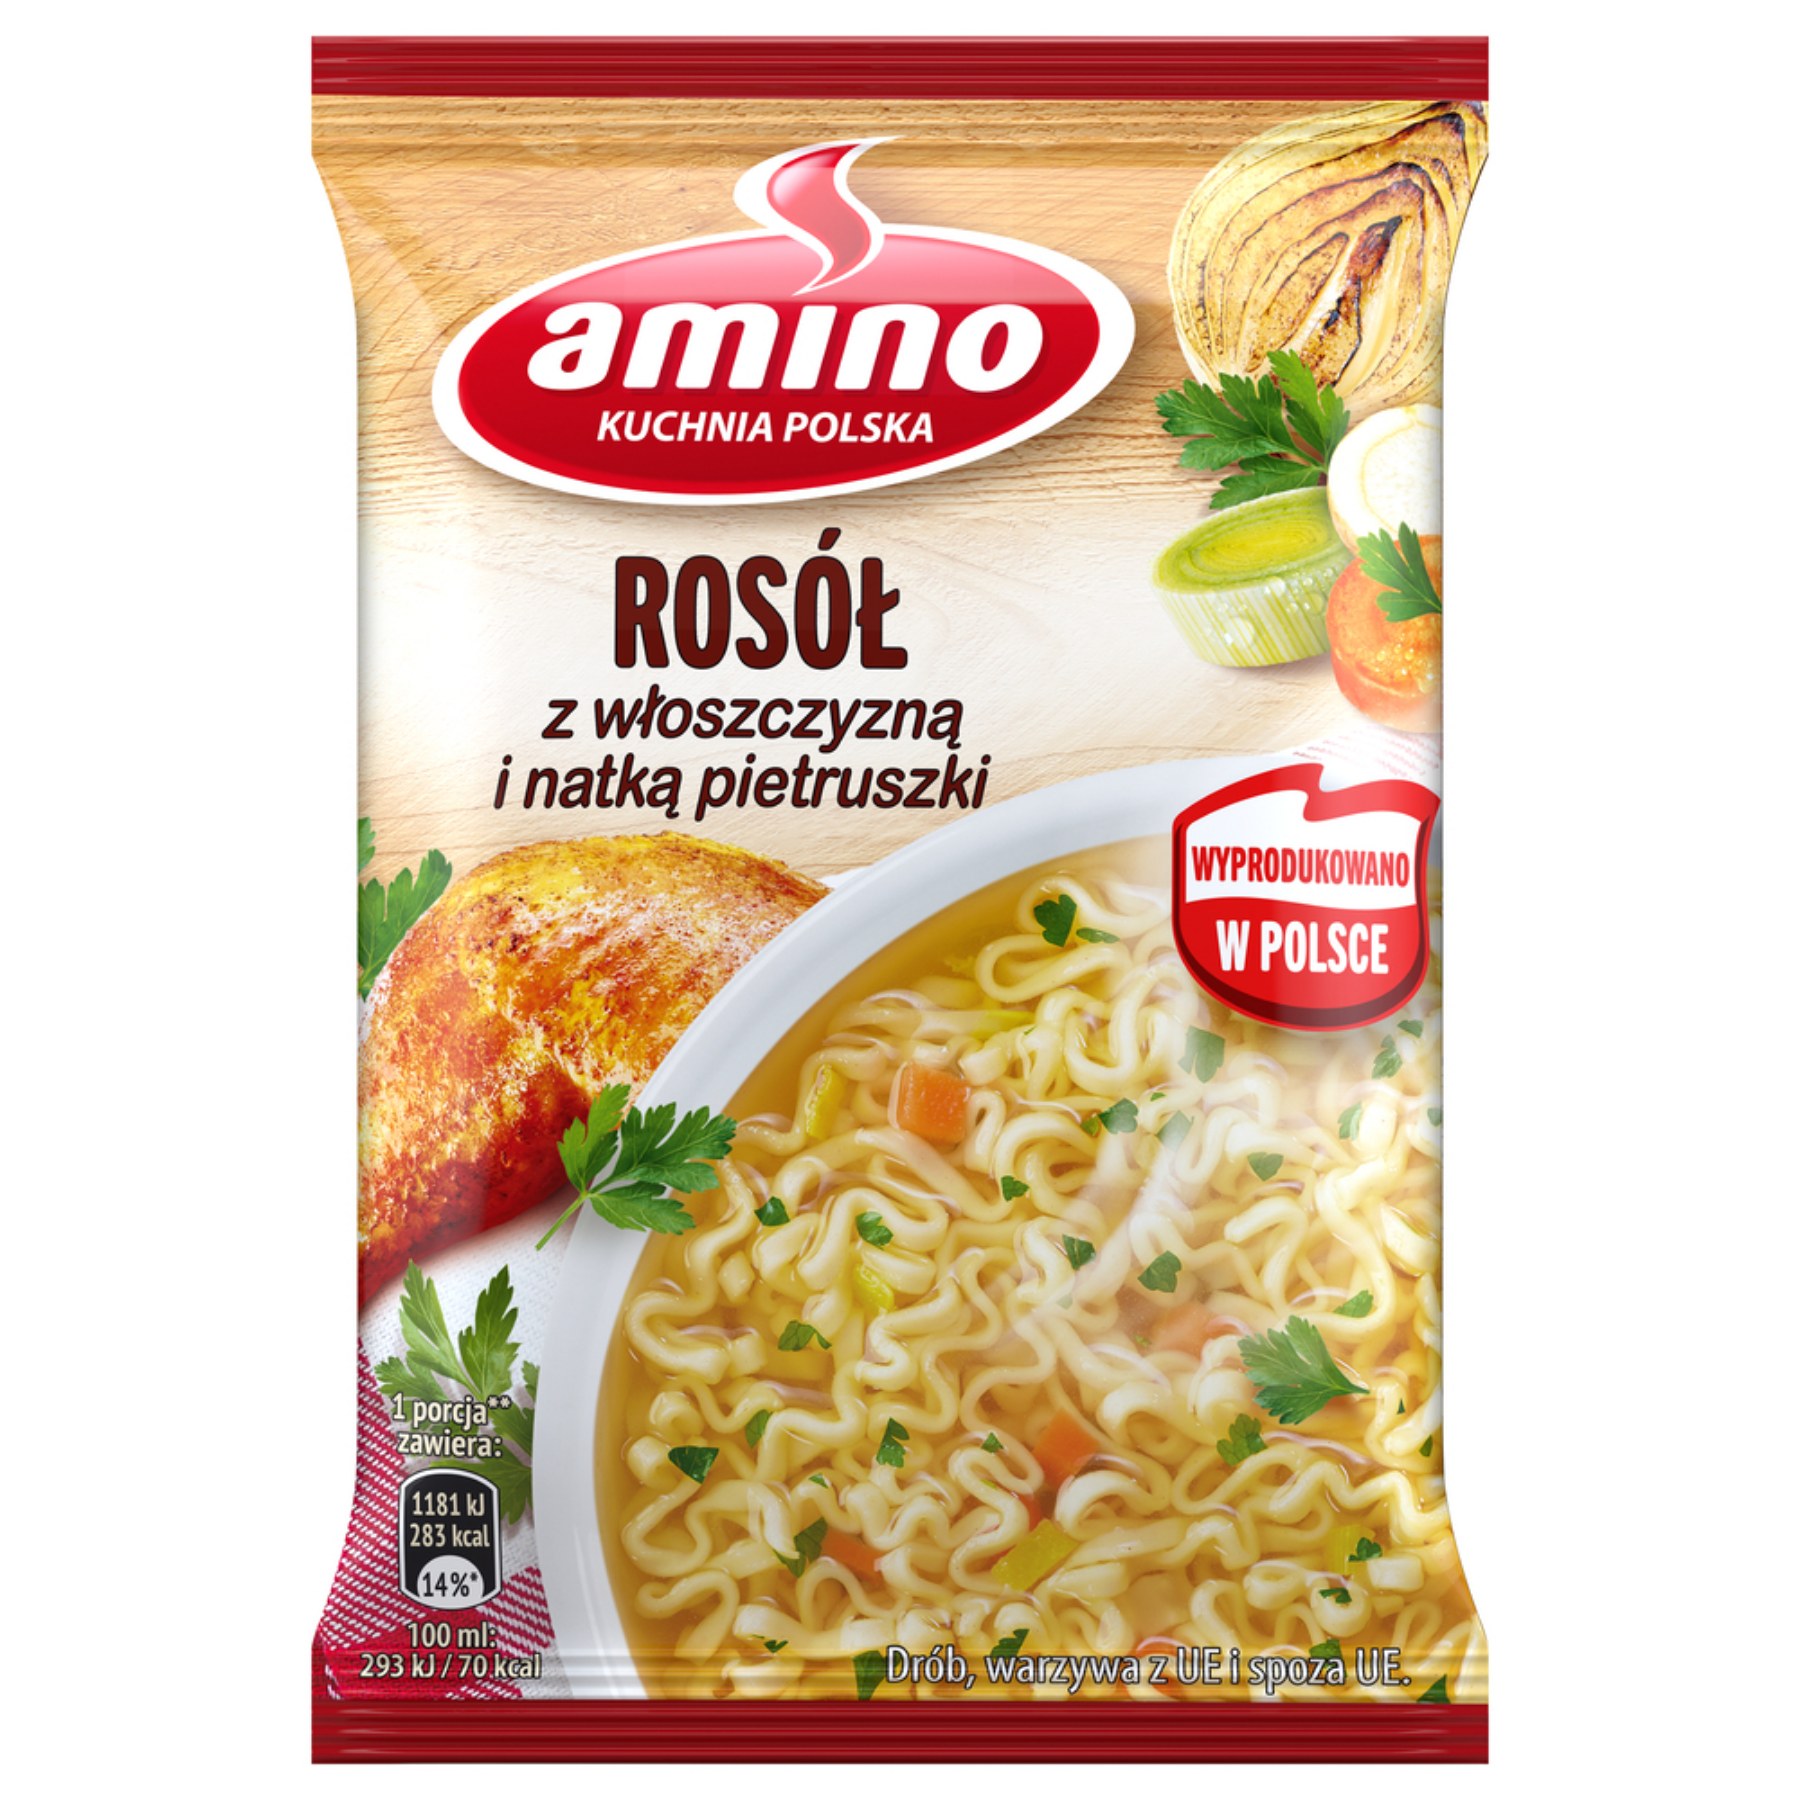 amino
KUCHNIA POLSKA
ROSÓŁ
z włoszczyzną
i natką pietruszki
WYPRODUKOWANO
W POLSCE
1 porcja**
zawiera:
1181 kJ
283 kcal
14%*
100 ml:
293 kJ / 70 kcal
Drób, warzywa z UE i spoza UE.